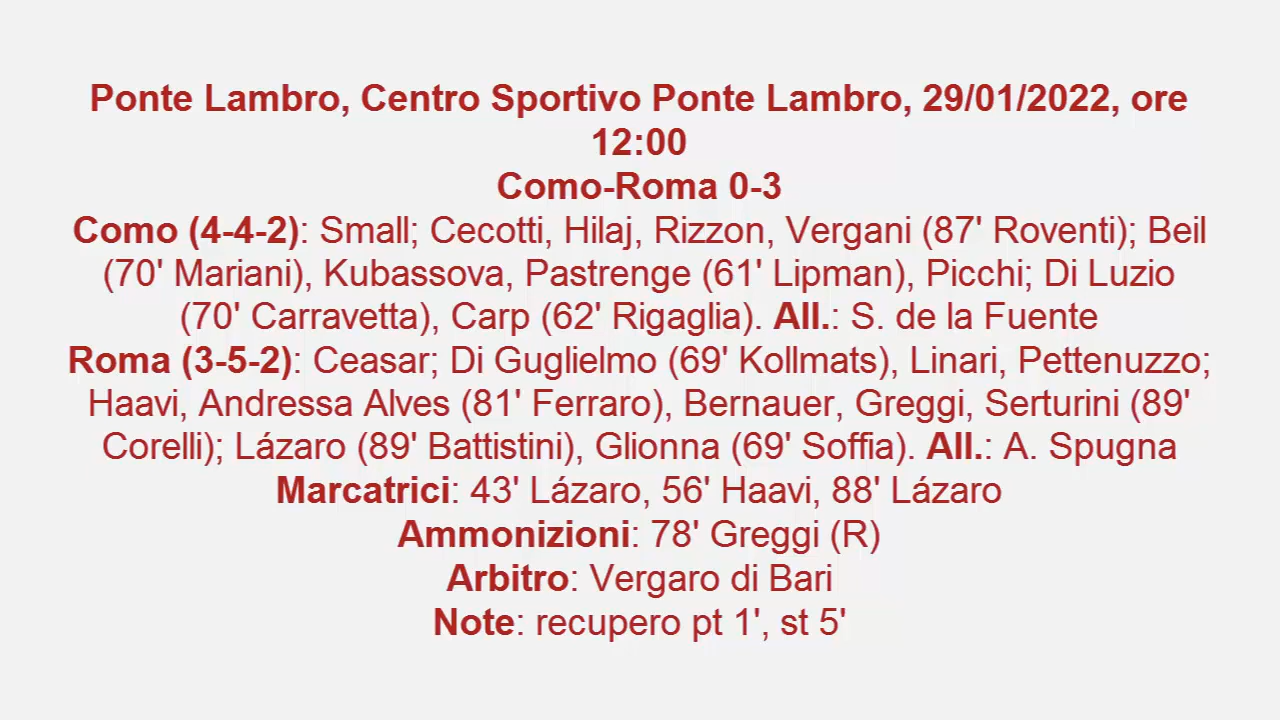 Ponte Lambro, Centro Sportivo Ponte Lambro, 29/01/2022, ore
12:00
Como-Roma 0-3
Como (4-4-2): Small; Cecotti, Hilaj, Rizzon, Vergani (87' Roventi); Beil
(70' Mariani), Kubassova, Pastrenge (61' Lipman), Picchi; Di Luzio
(70' Carravetta), Carp (62' Rigaglia). All.: S. de la Fuente
Roma (3-5-2): Ceasar; Di Guglielmo (69' Kollmats), Linari, Pettenuzzo;
Haavi, Andressa Alves (81' Ferraro), Bernauer, Greggi, Serturini (89'
Corelli); Lázaro (89' Battistini), Glionna (69' Soffia). All.: A. Spugna
Marcatrici: 43' Lázaro, 56' Haavi, 88' Lázaro
Ammonizioni: 78' Greggi (R)
Arbitro: Vergaro di Bari
Note: recupero pt 1', st 5'